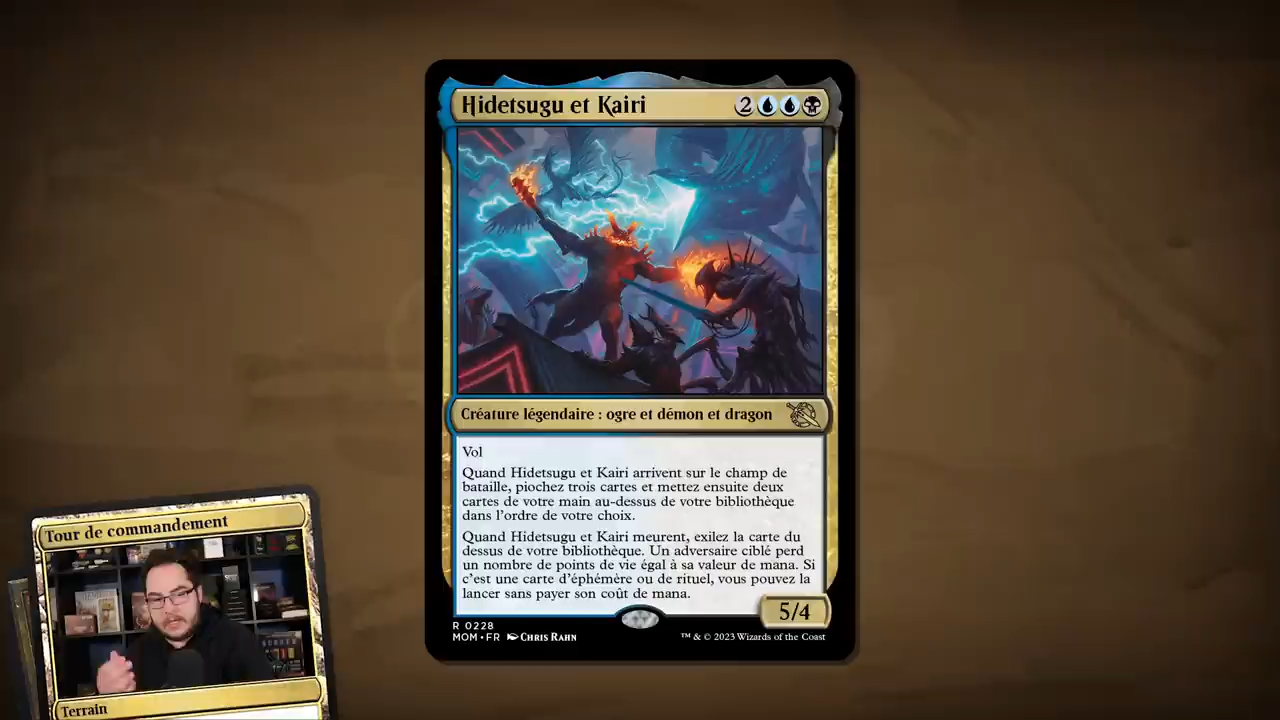 Hidetsugu et Kairi
2
Créature légendaire : ogre et démon et dragon
Vol
Quand Hidetsugu et Kairi arrivent sur le champ de
bataille, piochez trois cartes et mettez ensuite deux
cartes de votre main au-dessus de votre bibliothèque
dans l'ordre de votre choix.
Quand Hidetsugu et Kairi meurent, exilez la carte du
dessus de votre bibliothèque. Un adversaire ciblé perd
un nombre de points de vie égal à sa valeur de mana. Si
c'est une carte d'éphémère ou de rituel, vous pouvez la
lancer sans payer son coût de mana.
5/4
R 0228
MOM • FR Chris Rahn
™ & © 2023 Wizards of the Coast
Tour de commandement
Terrain